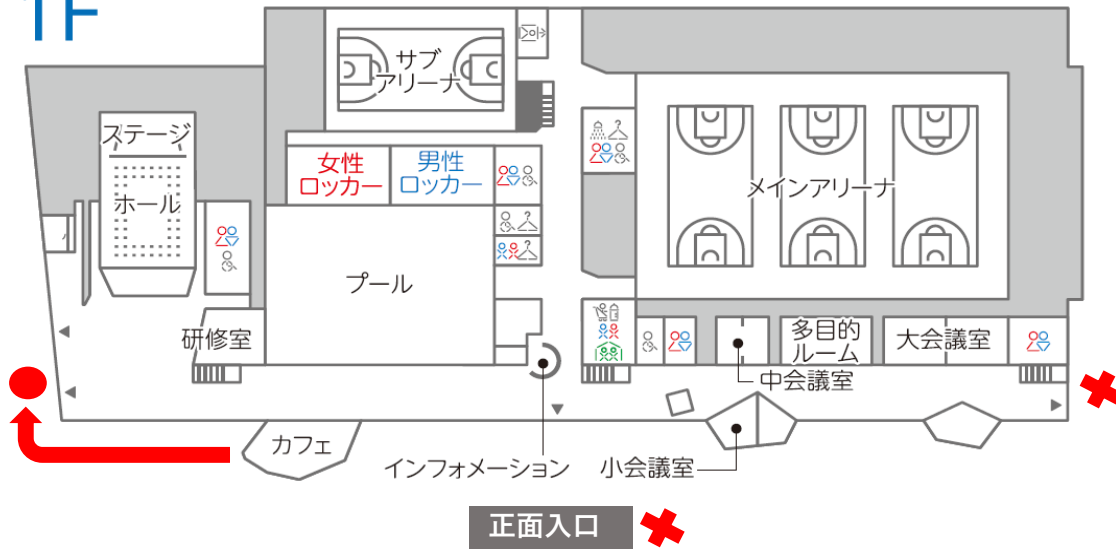 1F
サブ
アリーナ
ステージ
女性
ロッカー
男性
ロッカー
メインアリーナ
ホール
プール
研修室
多目的
ルーム
大会議室
中会議室
カフェ
インフォメーション
小会議室
正面入口